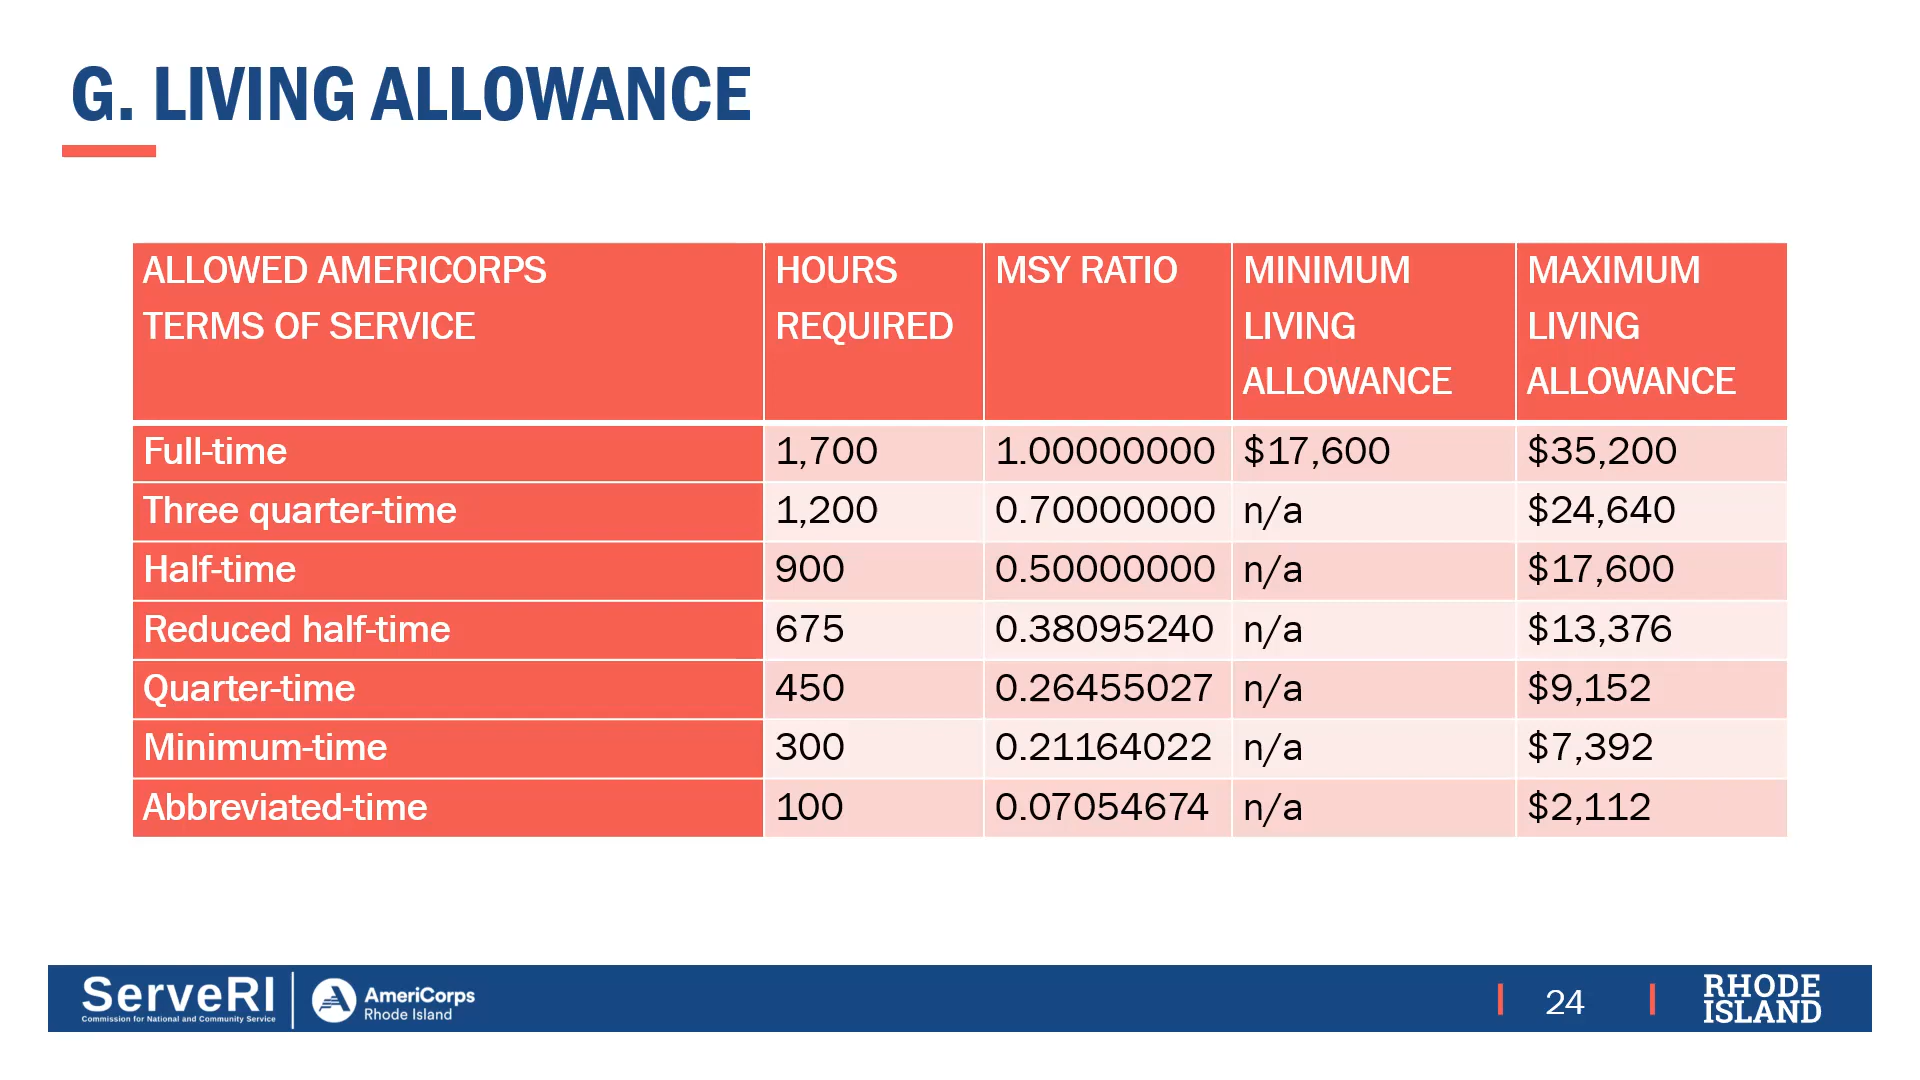 G. LIVING ALLOWANCE
ALLOWED AMERICORPS
TERMS OF SERVICE
HOURS
REQUIRED
MSY RATIO
MINIMUM
LIVING
ALLOWANCE
MAXIMUM
LIVING
ALLOWANCE
Full-time 1,700 1.00000000 $17,600 $35,200
Three quarter-time 1,200 0.70000000 n/a $24,640
Half-time 900 0.50000000 n/a $17,600
Reduced half-time 675 0.38095240 n/a $13,376
Quarter-time 450 0.26455027 n/a $9,152
Minimum-time 300 0.21164022 n/a $7,392
Abbreviated-time 100 0.07054674 n/a $2,112
ServeRI
Commission for National and Community Service
AmeriCorps
Rhode Island
24
RHODE
ISLAND